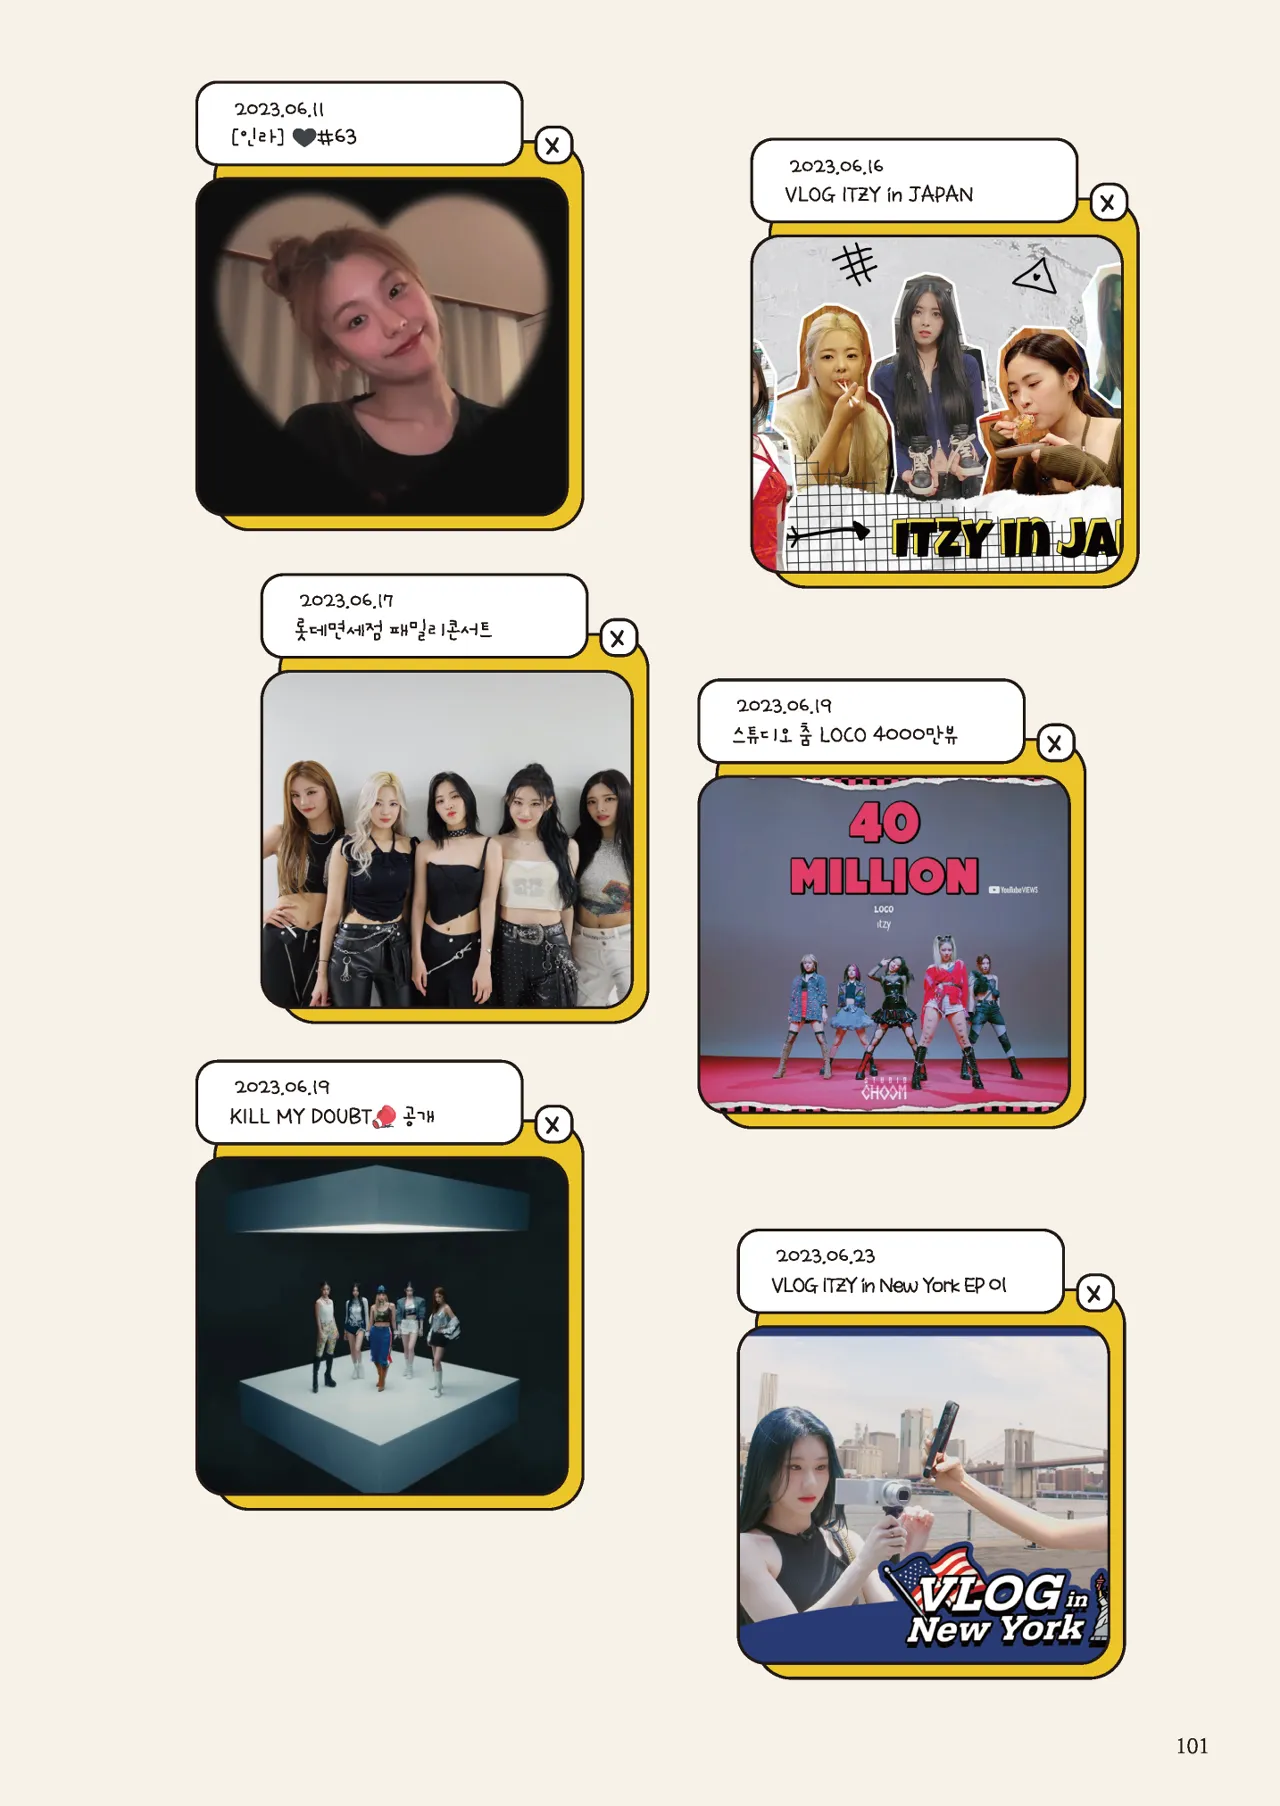 2023.06.11
[인라] 🖤#63
X
2023.06.16
VLOG ITZY in JAPAN
X
ITZY In JA
2023.06.17
롯데면세점 패밀리콘서트
X
2023.06.19
스튜디오 춤 LOCO 4000만뷰
X
40
MILLION
YouTube VIEWS
LOCO
itzy
STUDIO
CHOOM
2023.06.19
KILL MY DOUBT🥊 공개
X
2023.06.23
VLOG ITZY in New York EP 01
X
VLOG in
New York
101